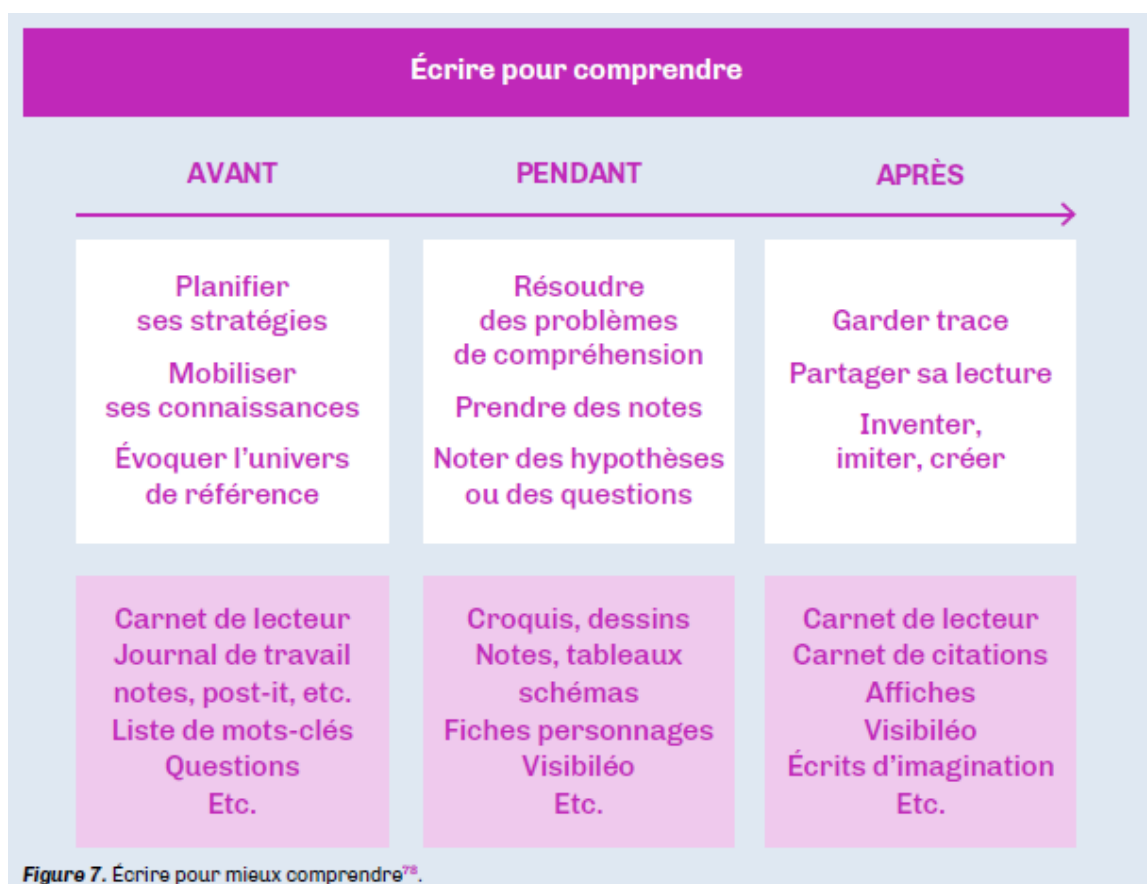 Écrire pour comprendre
AVANT
PENDANT
APRÈS
Planifier
ses stratégies
Mobiliser
ses connaissances
Évoquer l'univers
de référence
Résoudre
des problèmes
de compréhension
Prendre des notes
Noter des hypothèses
ou des questions
Garder trace
Partager sa lecture
Inventer,
imiter, créer
Carnet de lecteur
Journal de travail
notes, post-it, etc.
Liste de mots-clés
Questions
Etc.
Croquis, dessins
Notes, tableaux
schémas
Fiches personnages
Visibiléo
Etc.
Carnet de lecteur
Carnet de citations
Affiches
Visibiléo
Écrits d'imagination
Etc.
Figure 7. Écrire pour mieux comprendre⁷⁸.